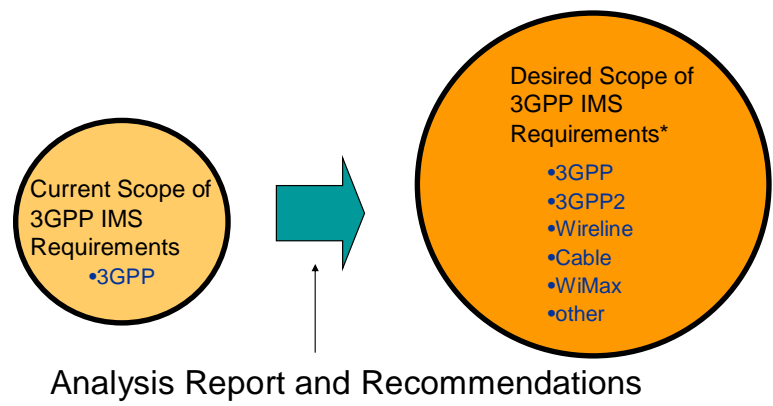 Current Scope of
3GPP IMS
Requirements
•3GPP
Desired Scope of
3GPP IMS
Requirements*
•3GPP
•3GPP2
•Wireline
•Cable
•WiMax
•other
Analysis Report and Recommendations